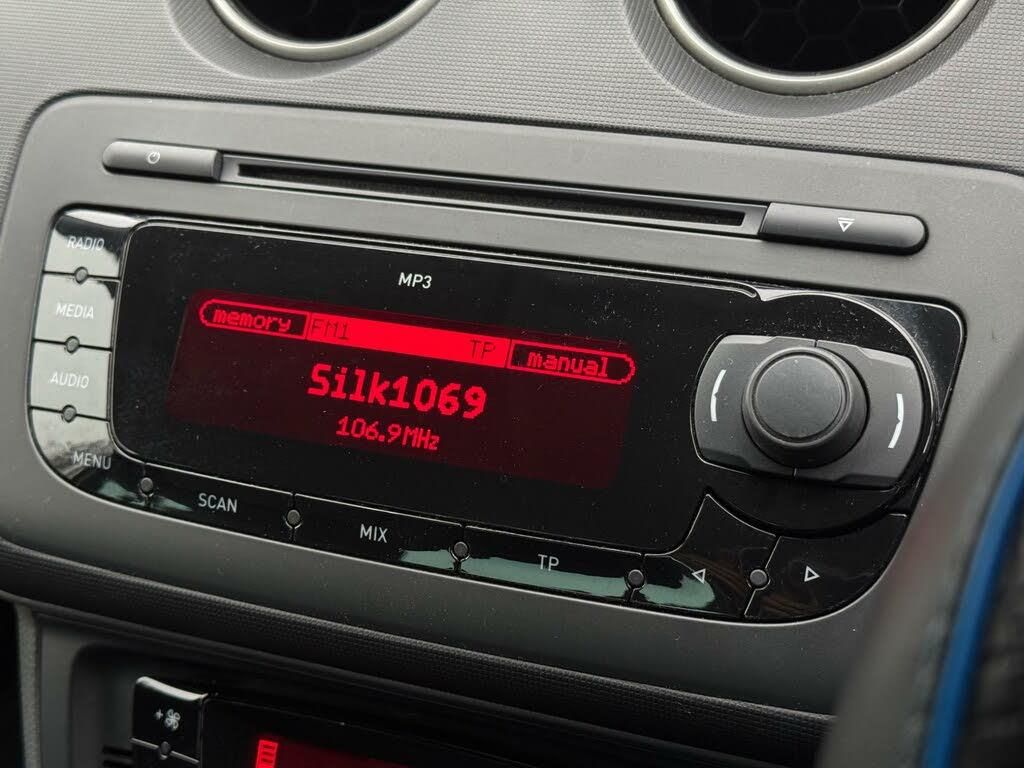 RADIO
MP3
MEDIA
memory FM1 TP manual
Silk1069
106.9MHz
AUDIO
MENU
SCAN
MIX
TP
+